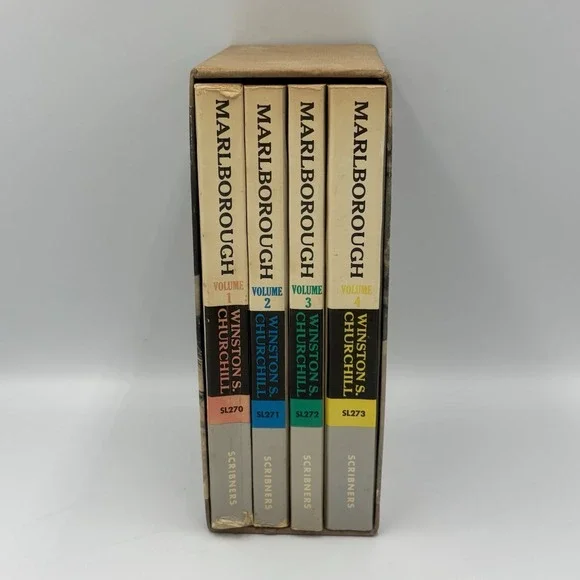 MARLBOROUGH
VOLUME
1
WINSTON S.
CHURCHILL
SL270
SCRIBNERS
MARLBOROUGH
VOLUME
2
WINSTON S.
CHURCHILL
SL271
SCRIBNERS
MARLBOROUGH
VOLUME
3
WINSTON S.
CHURCHILL
SL272
SCRIBNERS
MARLBOROUGH
VOLUME
4
WINSTON S.
CHURCHILL
SL273
SCRIBNERS